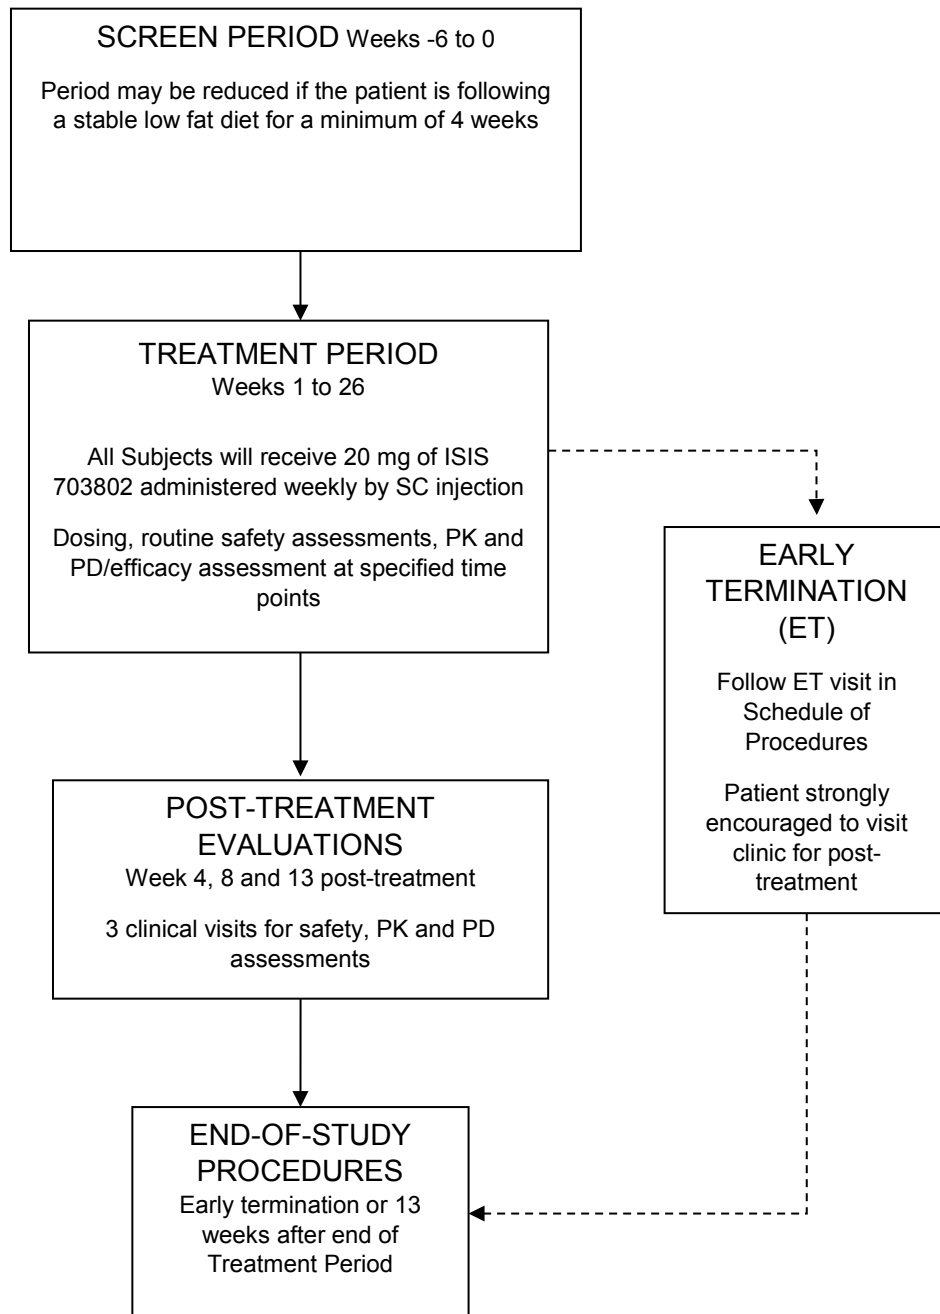 SCREEN PERIOD Weeks -6 to 0
Period may be reduced if the patient is following
a stable low fat diet for a minimum of 4 weeks
TREATMENT PERIOD
Weeks 1 to 26
All Subjects will receive 20 mg of ISIS
703802 administered weekly by SC injection
Dosing, routine safety assessments, PK and
PD/efficacy assessment at specified time
points
EARLY
TERMINATION
(ET)
Follow ET visit in
Schedule of
Procedures
Patient strongly
encouraged to visit
clinic for post-
treatment
POST-TREATMENT
EVALUATIONS
Week 4, 8 and 13 post-treatment
3 clinical visits for safety, PK and PD
assessments
END-OF-STUDY
PROCEDURES
Early termination or 13
weeks after end of
Treatment Period